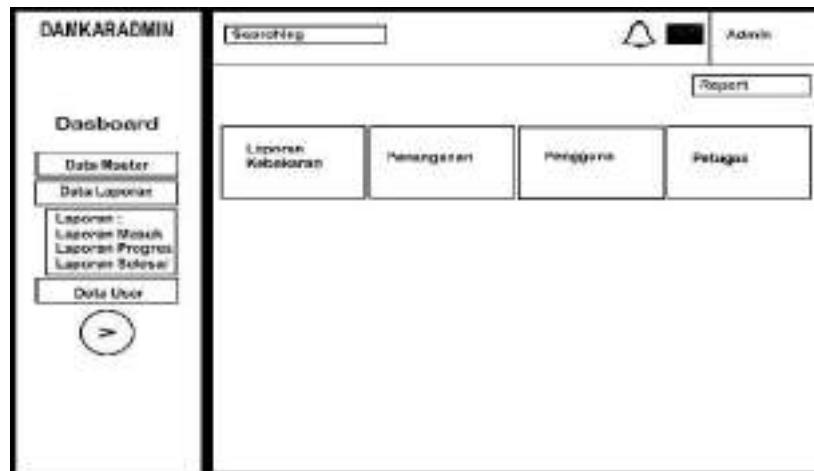 DAMKARADMIN
Searching
Admin
Report
Dasboard
Data Master
Data Laporan
Laporan :
Laporan Masuk
Laporan Progres
Laporan Selesai
Data User
>
Laporan
Kebakaran
Penanganan
Pengguna
Petugas